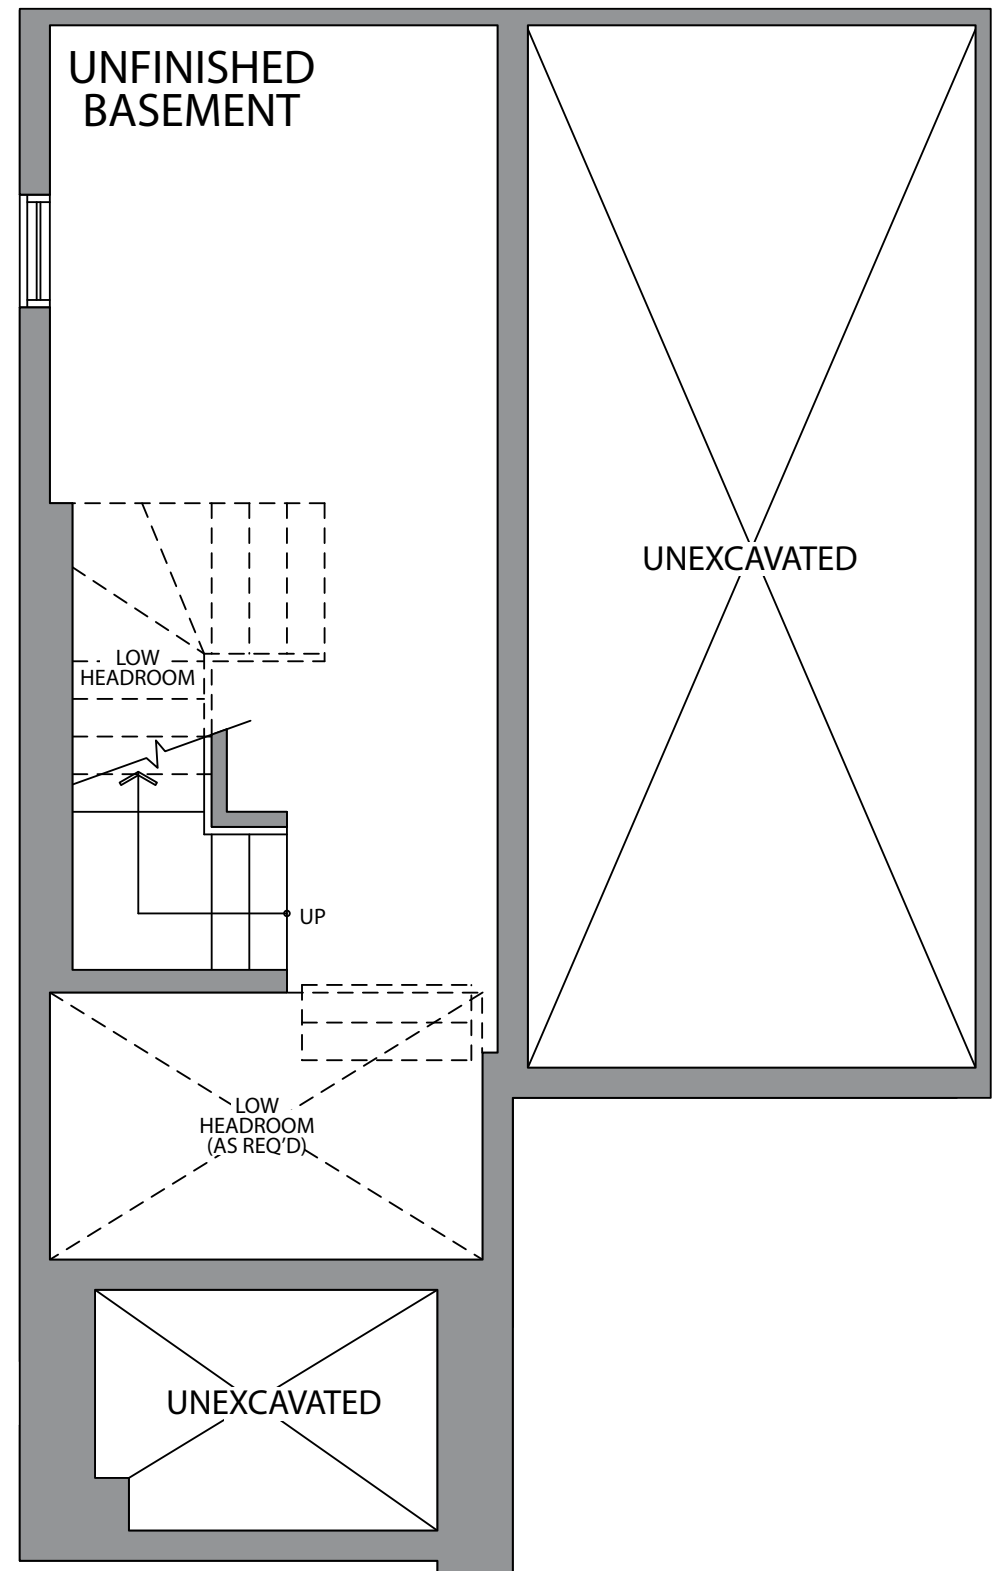 UNFINISHED
BASEMENT
UNEXCAVATED
LOW
HEADROOM
UP
LOW
HEADROOM
(AS REQ'D)
UNEXCAVATED